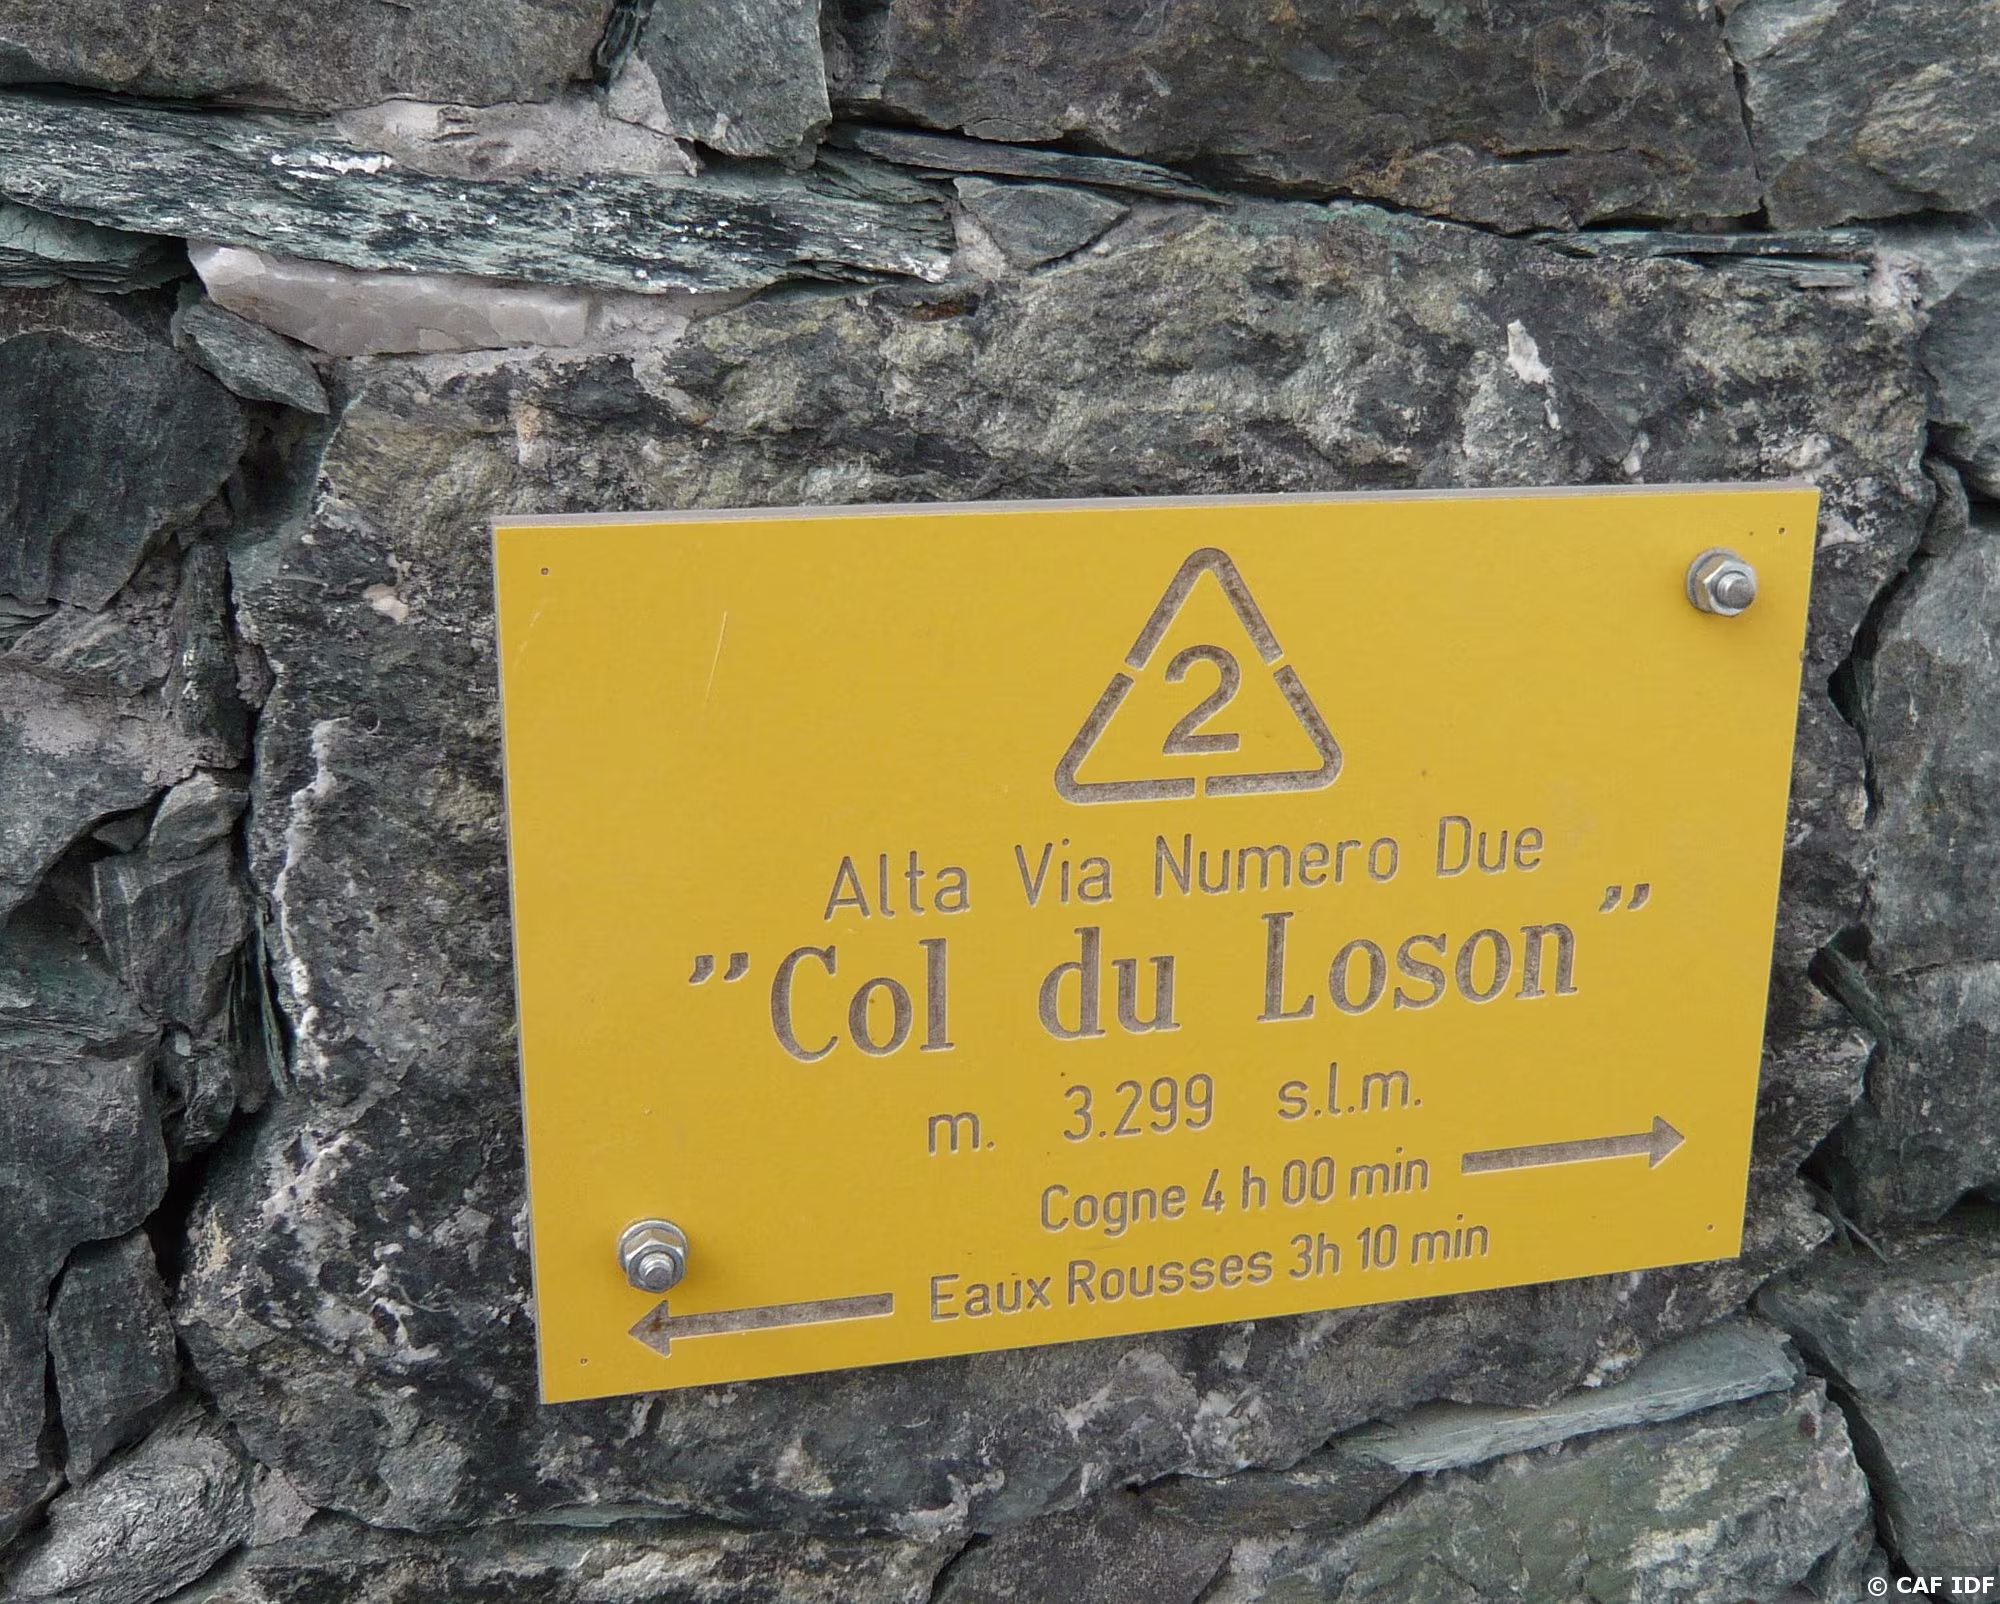 2
Alta Via Numero Due
"Col du Loson"
m. 3.299 s.l.m.
Cogne 4 h 00 min
Eaux Rousses 3h 10 min
© CAF IDF